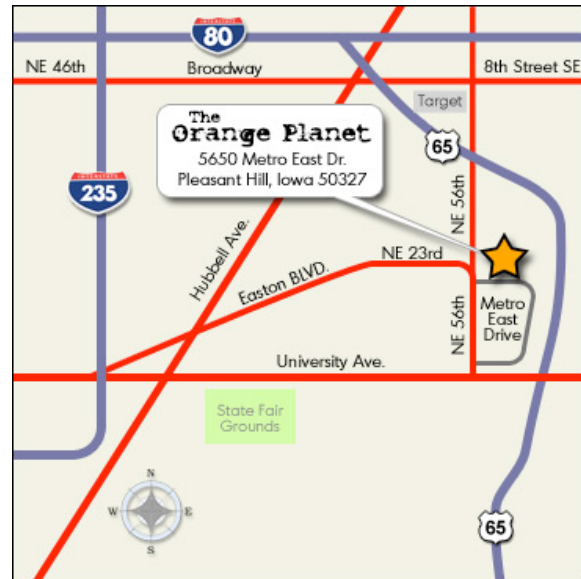 INTERSTATE
80
NE 46th
Broadway
8th Street SE
Target
The
Orange Planet
5650 Metro East Dr.
Pleasant Hill, Iowa 50327
65
INTERSTATE
235
NE 56th
Hubbell Ave.
NE 23rd
Easton BLVD.
Metro
East
Drive
NE 56th
University Ave.
State Fair
Grounds
N
W
E
S
65